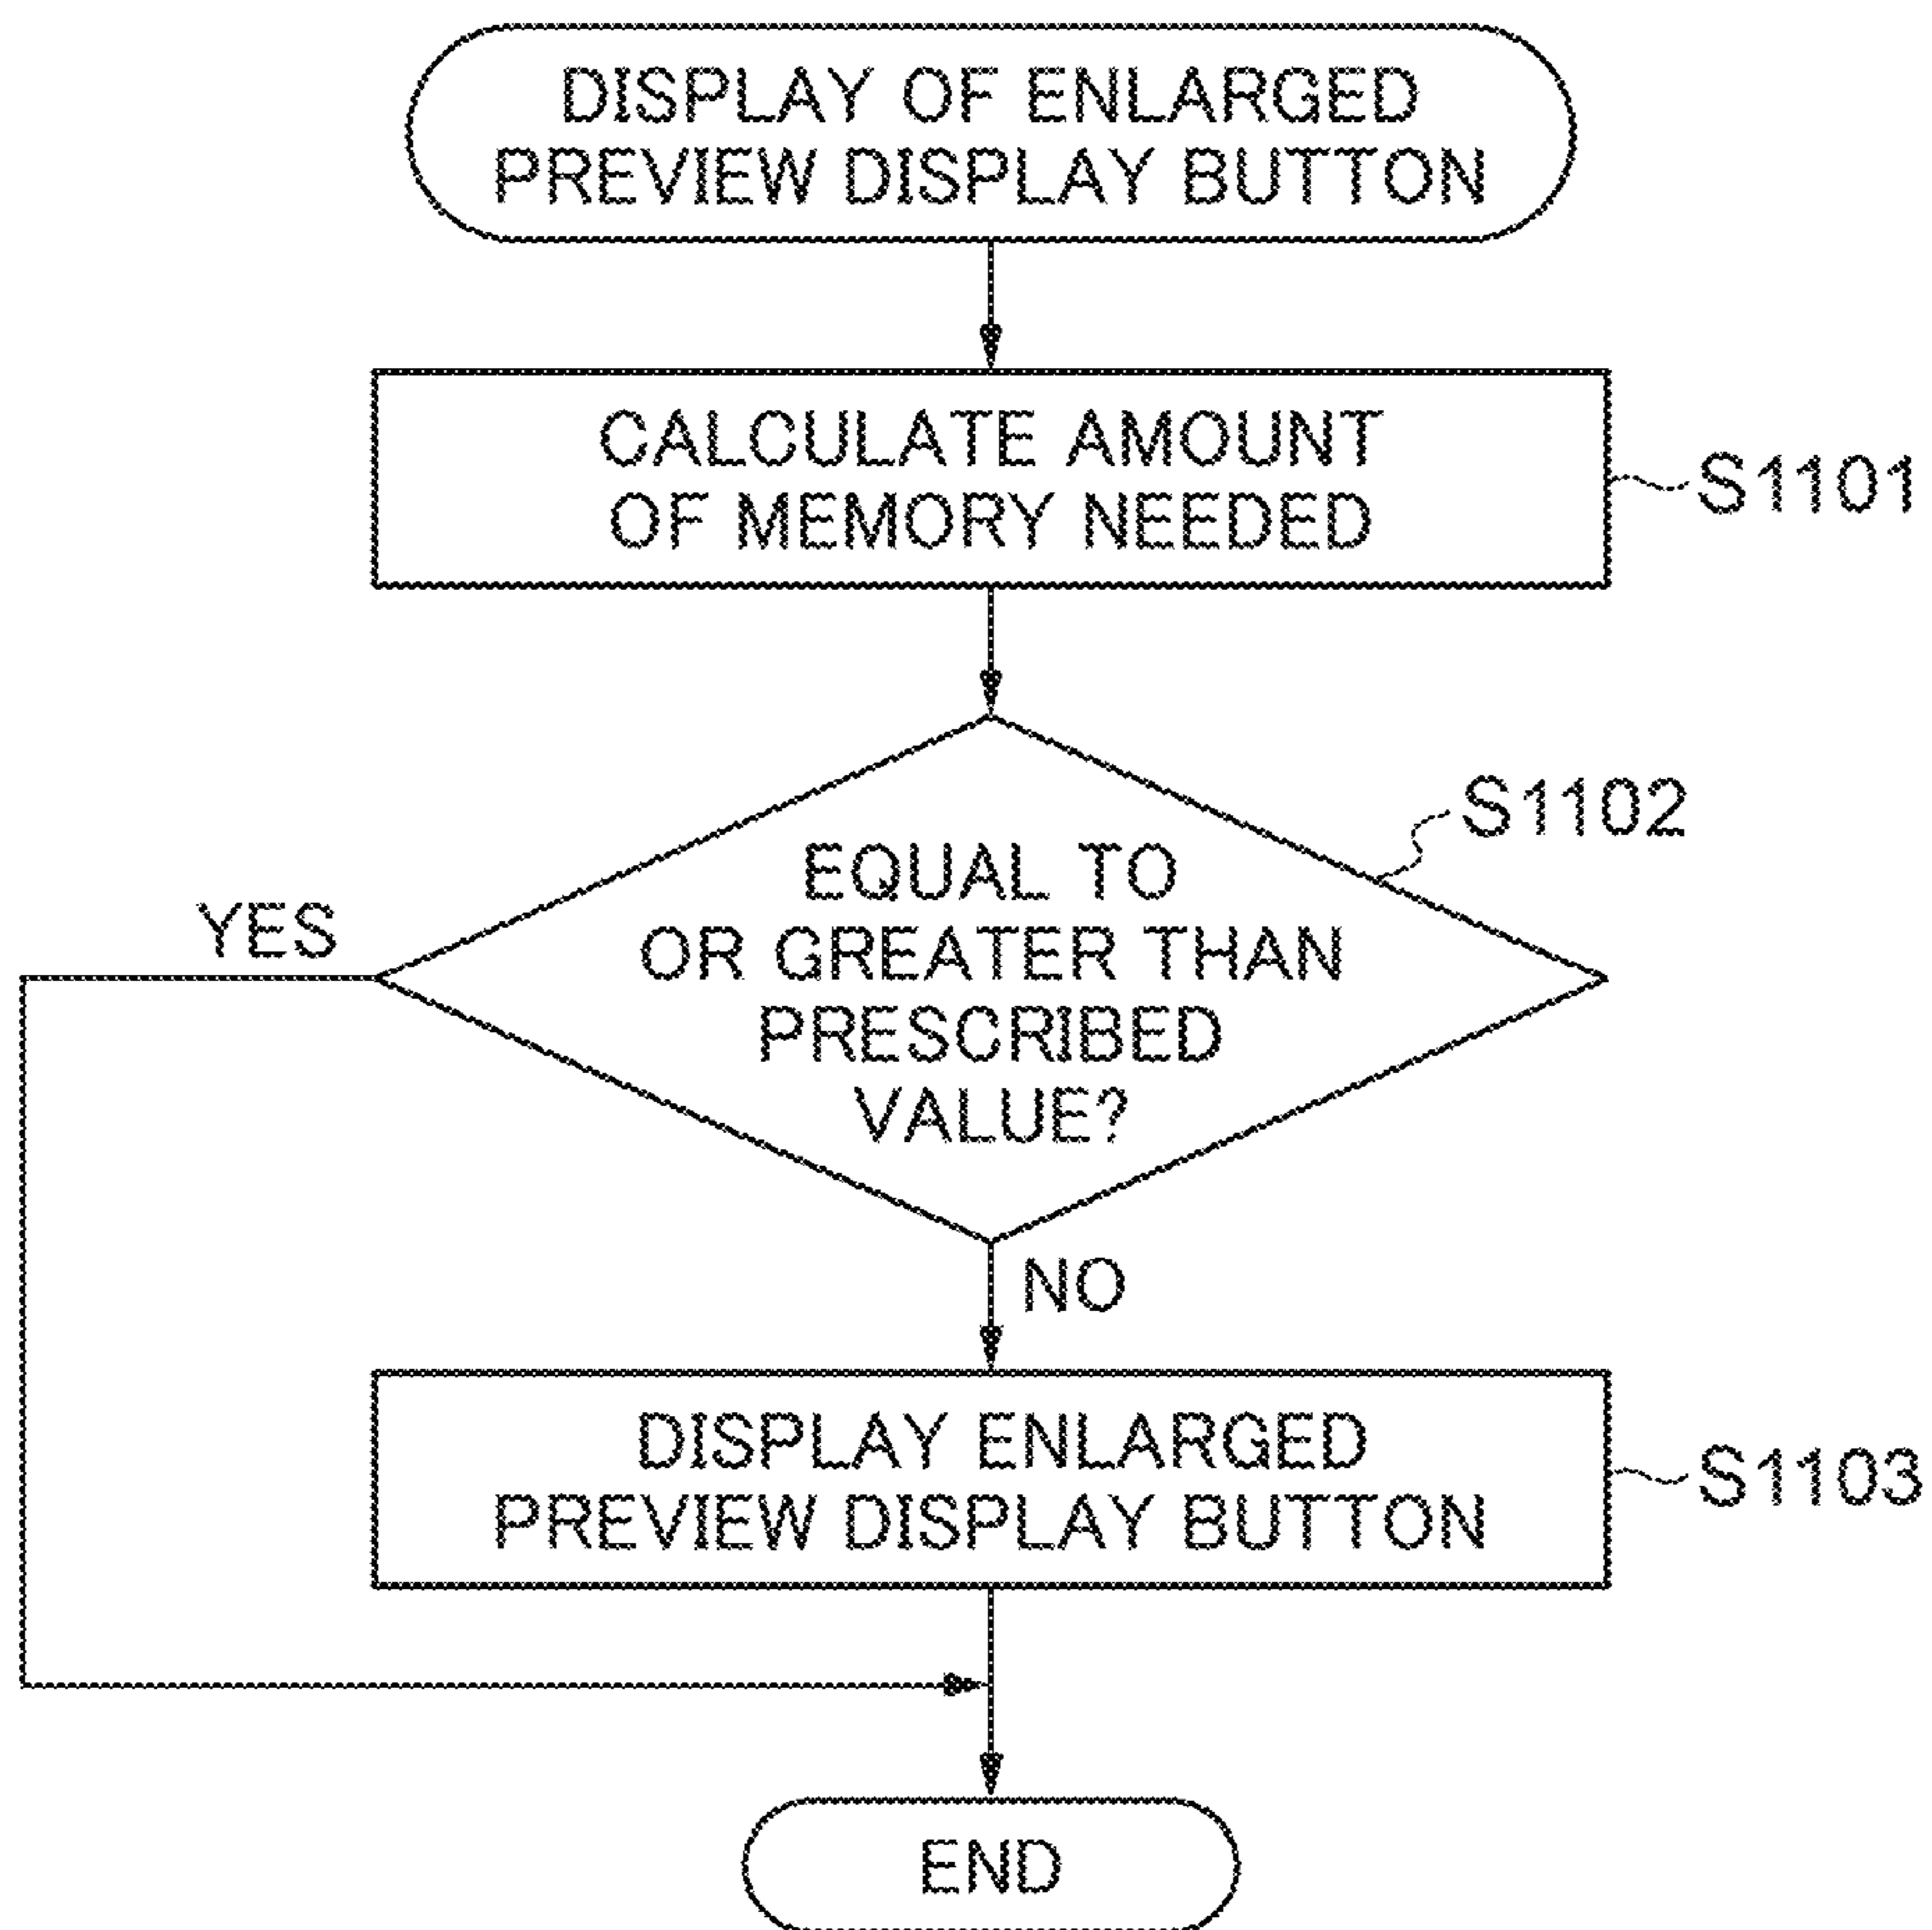 DISPLAY OF ENLARGED
PREVIEW DISPLAY BUTTON
CALCULATE AMOUNT
OF MEMORY NEEDED
S1101
S1102
EQUAL TO
OR GREATER THAN
PRESCRIBED
VALUE?
YES
NO
DISPLAY ENLARGED
PREVIEW DISPLAY BUTTON
S1103
END